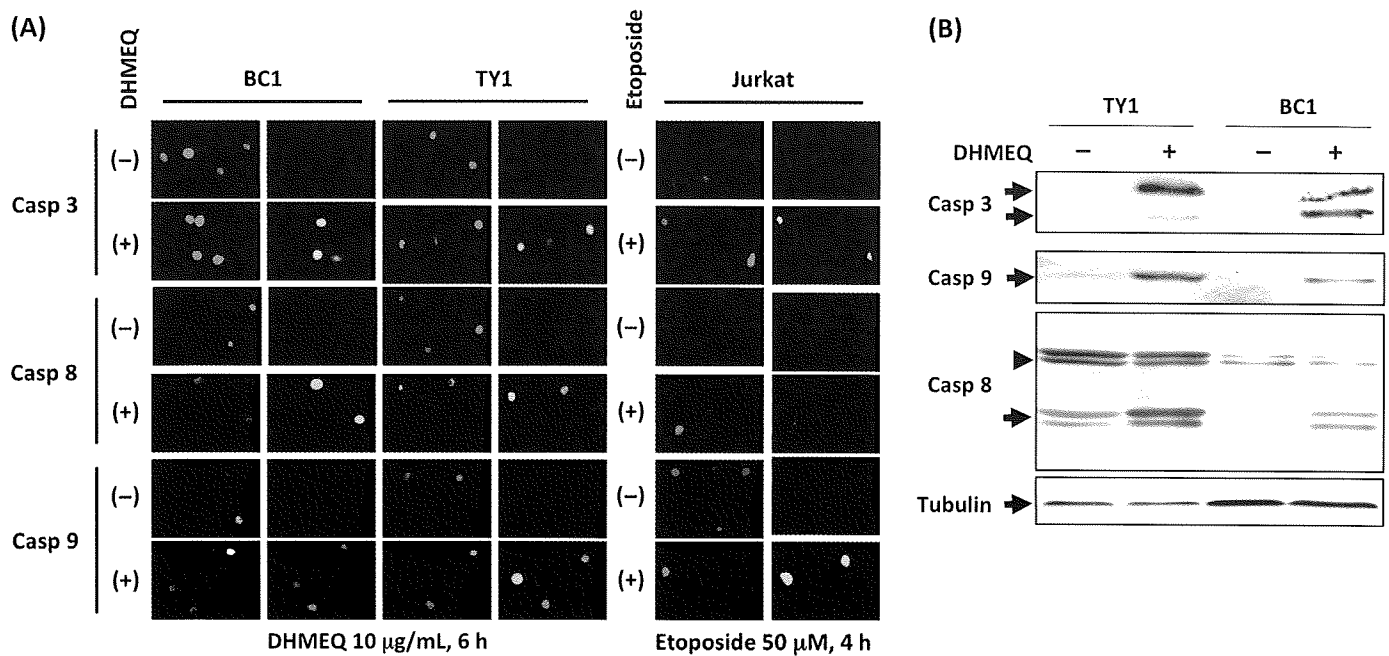 (A)
DHMEQ
BC1
TY1
Etoposide
Jurkat
Casp 3
(−)
(+)
(−)
(+)
Casp 8
(−)
(+)
(−)
(+)
Casp 9
(−)
(+)
(−)
(+)
DHMEQ 10 μg/mL, 6 h
Etoposide 50 μM, 4 h
(B)
TY1
BC1
DHMEQ − + − +
Casp 3
Casp 9
Casp 8
Tubulin